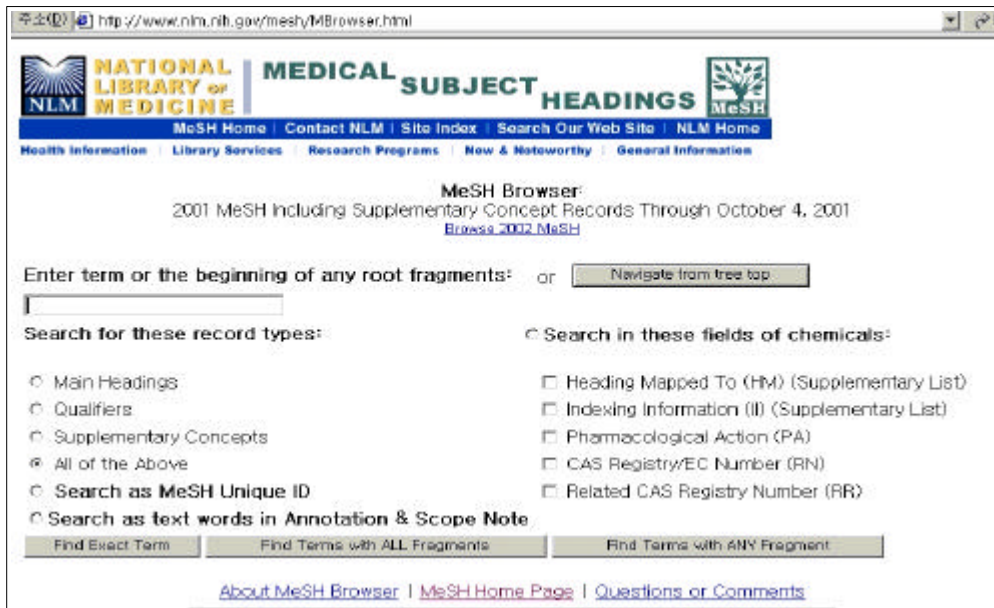 주소(D) http://www.nlm.nih.gov/mesh/MBrowser.html
NATIONAL LIBRARY OF MEDICINE
NLM
MEDICAL SUBJECT HEADINGS
MeSH
MeSH Home | Contact NLM | Site Index | Search Our Web Site | NLM Home
Health Information | Library Services | Research Programs | New & Noteworthy | General Information
MeSH Browser:
2001 MeSH Including Supplementary Concept Records Through October 4, 2001
Browse 2002 MeSH
Enter term or the beginning of any root fragments: or Navigate from tree top
Search for these record types: Search in these fields of chemicals:
Main Headings Heading Mapped To (HM) (Supplementary List)
Qualifiers Indexing Information (II) (Supplementary List)
Supplementary Concepts Pharmacological Action (PA)
All of the Above CAS Registry/EC Number (RN)
Search as MeSH Unique ID Related CAS Registry Number (RR)
Search as text words in Annotation & Scope Note
Find Exact Term Find Terms with ALL Fragments Find Terms with ANY Fragment
About MeSH Browser | MeSH Home Page | Questions or Comments